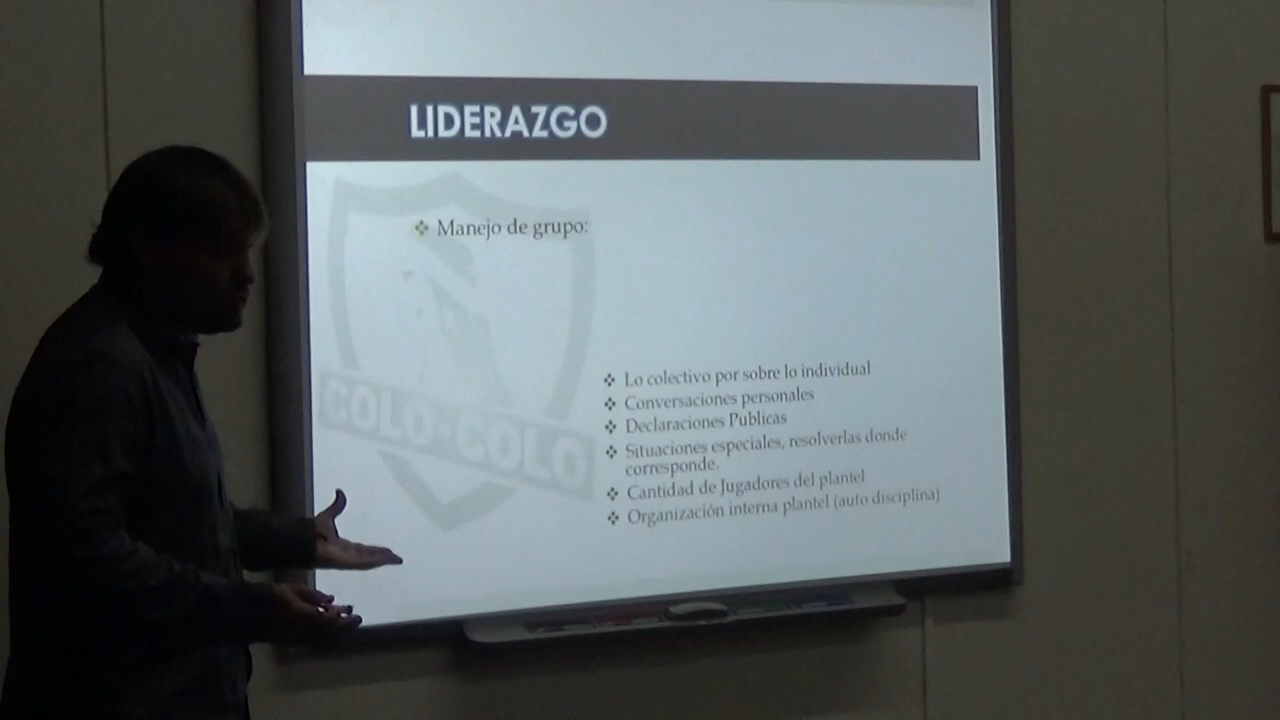 LIDERAZGO
Manejo de grupo:
COLO-COLO
Lo colectivo por sobre lo individual
Conversaciones personales
Declaraciones Publicas
Situaciones especiales, resolverlas donde
corresponde.
Cantidad de Jugadores del plantel
Organización interna plantel (auto disciplina)